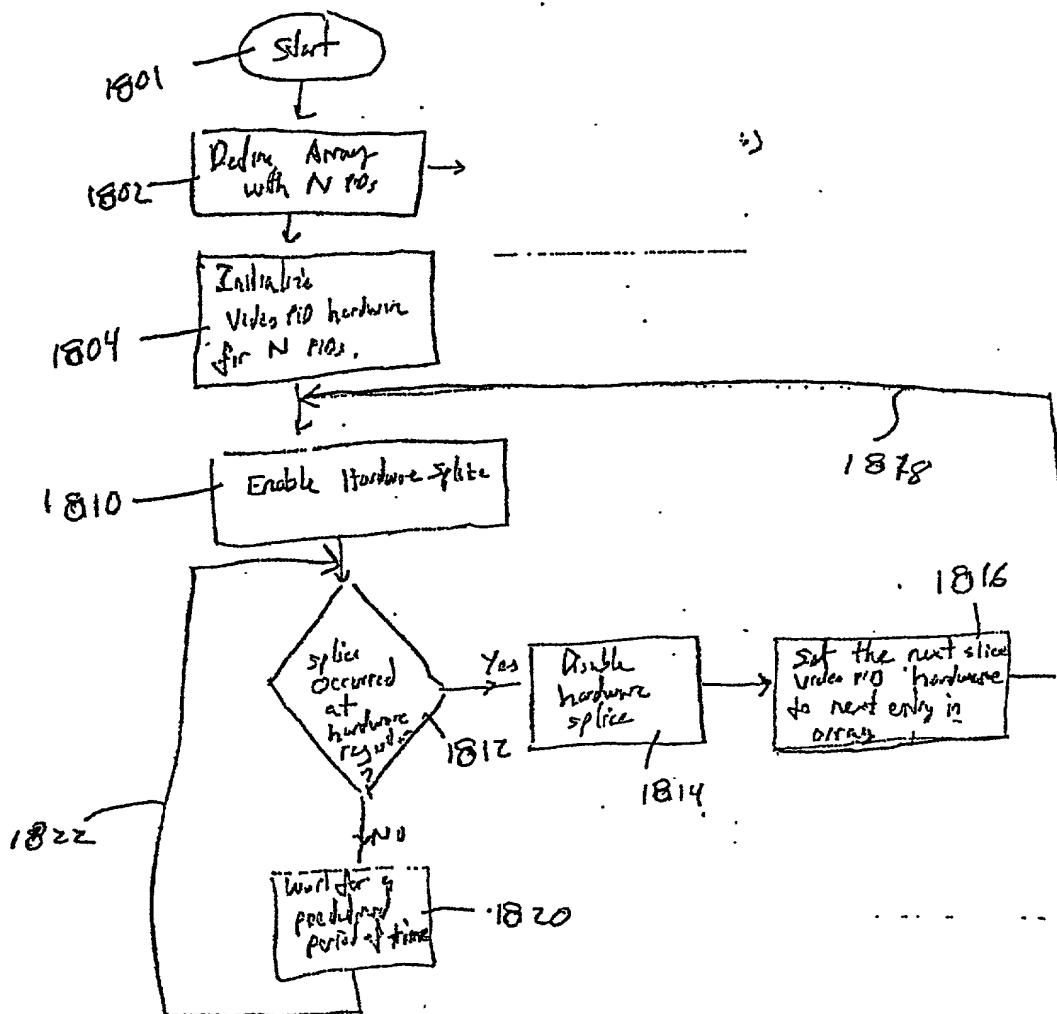 Start
1801
Define Array
with N PIDs
1802
Initialize
Video PID hardware
for N PIDs.
1804
1878
Enable Hardware Splice
1810
1816
splice
occurred
at
hardware
1812
Yes
Disable
hardware
splice
1814
Set the next slice
video PID hardware
to next entry in
array
1822
NO
Wait for a
period of time
1820